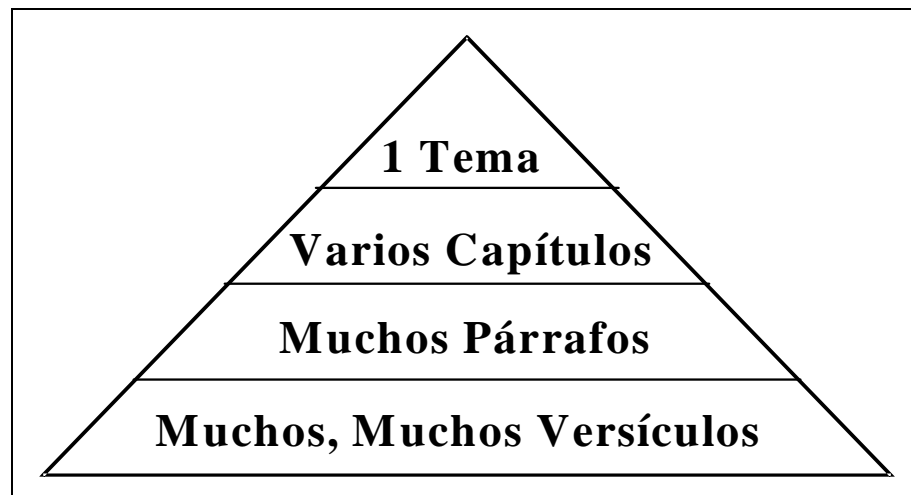 1 Tema
Varios Capítulos
Muchos Párrafos
Muchos, Muchos Versículos